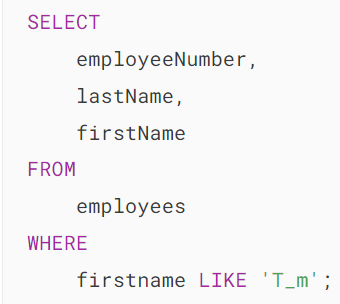 SELECT
employeeNumber,
lastName,
firstName
FROM
employees
WHERE
firstname LIKE 'T_m';